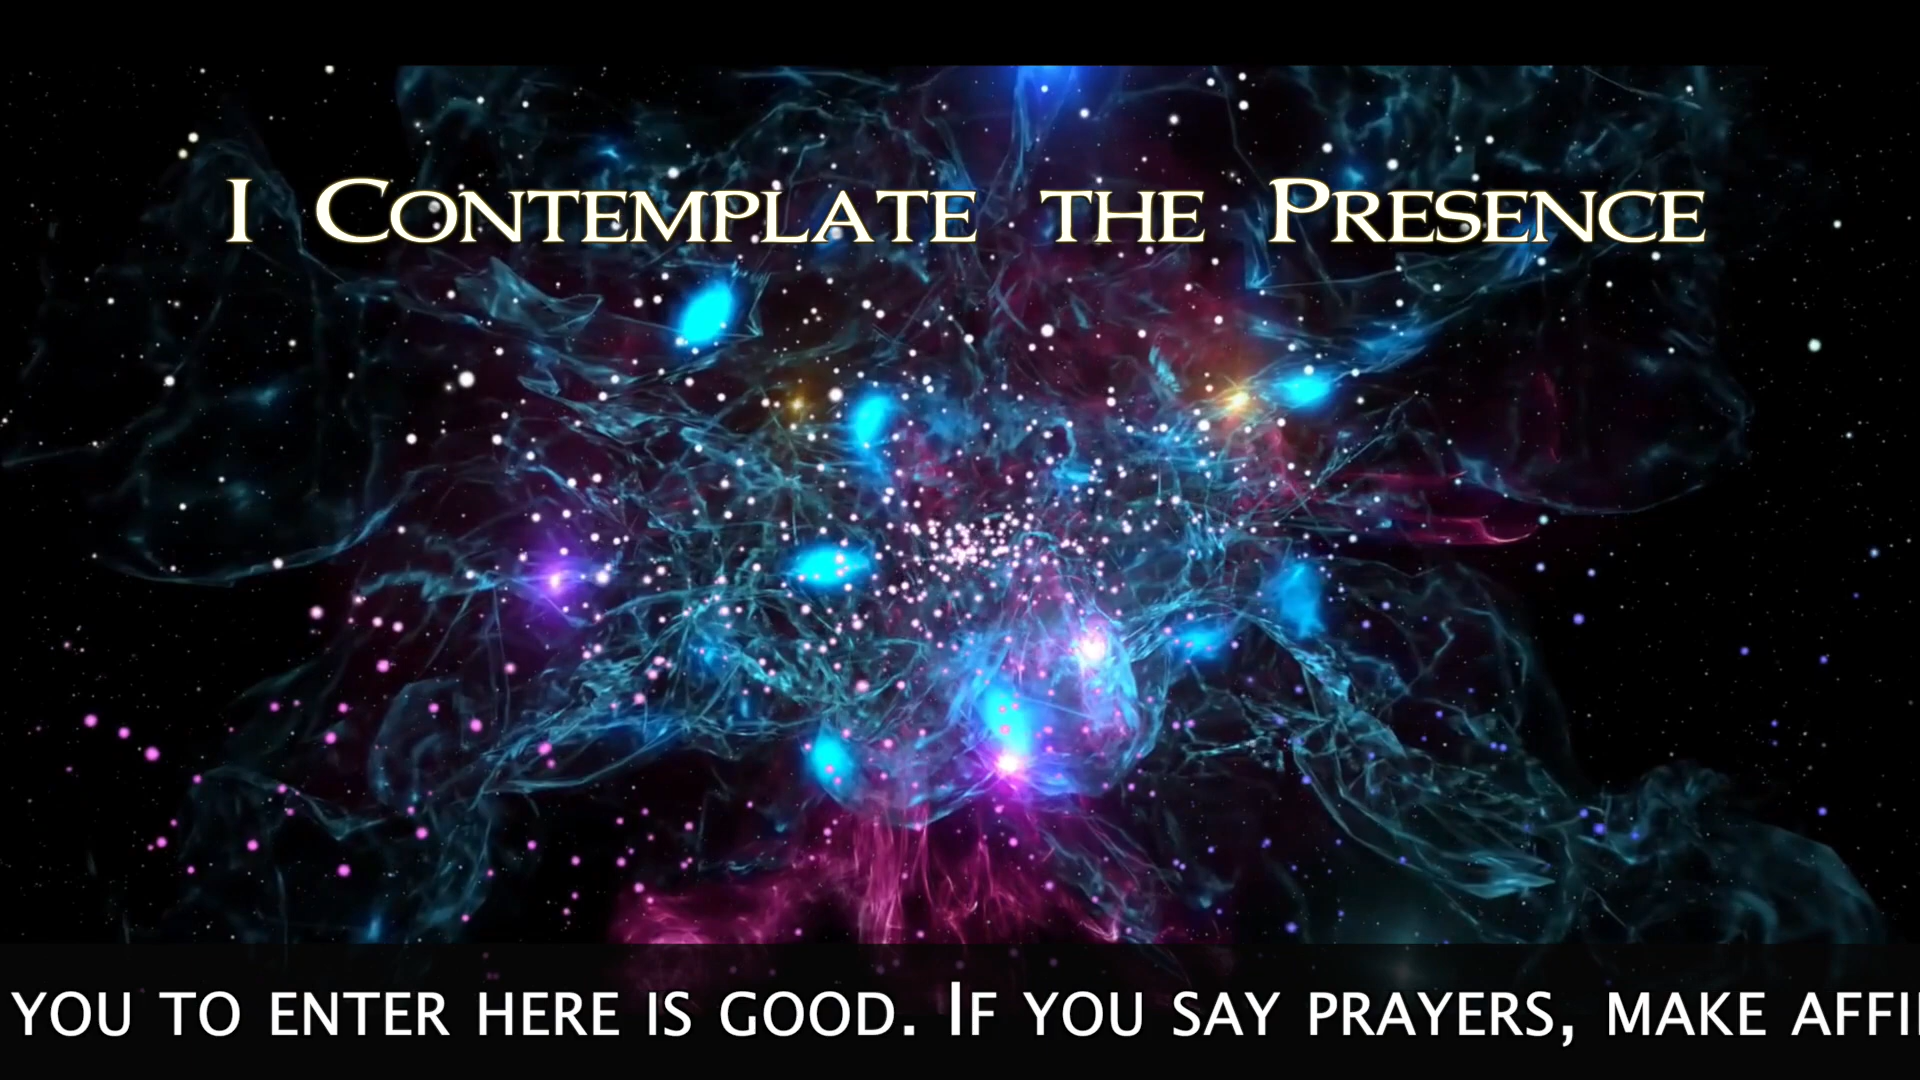 I Contemplate the Presence
you to enter here is good. If you say prayers, make